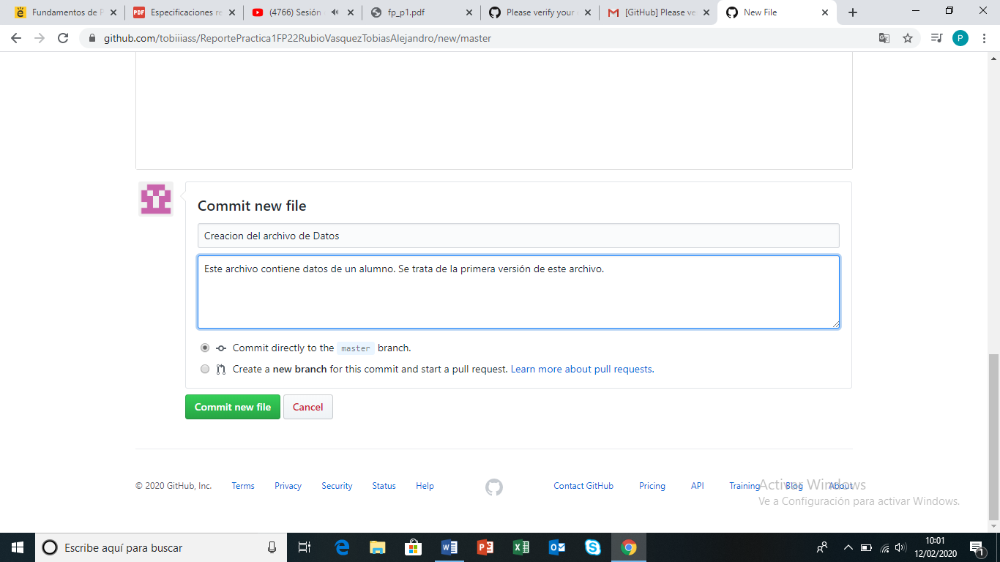 Fundamentos de P
Especificaciones re
(4766) Sesión
fp_p1.pdf
Please verify your
[GitHub] Please ve
New File
github.com/tobiiiass/ReportePractica1FP22RubioVasquezTobiasAlejandro/new/master
P
Commit new file
Creacion del archivo de Datos
Este archivo contiene datos de un alumno. Se trata de la primera versión de este archivo.
Commit directly to the master branch.
Create a new branch for this commit and start a pull request. Learn more about pull requests.
Commit new file
Cancel
© 2020 GitHub, Inc.
Terms
Privacy
Security
Status
Help
Contact GitHub
Pricing
API
Training
Blog
About
Activar Windows
Ve a Configuración para activar Windows.
Escribe aquí para buscar
10:01
12/02/2020
1